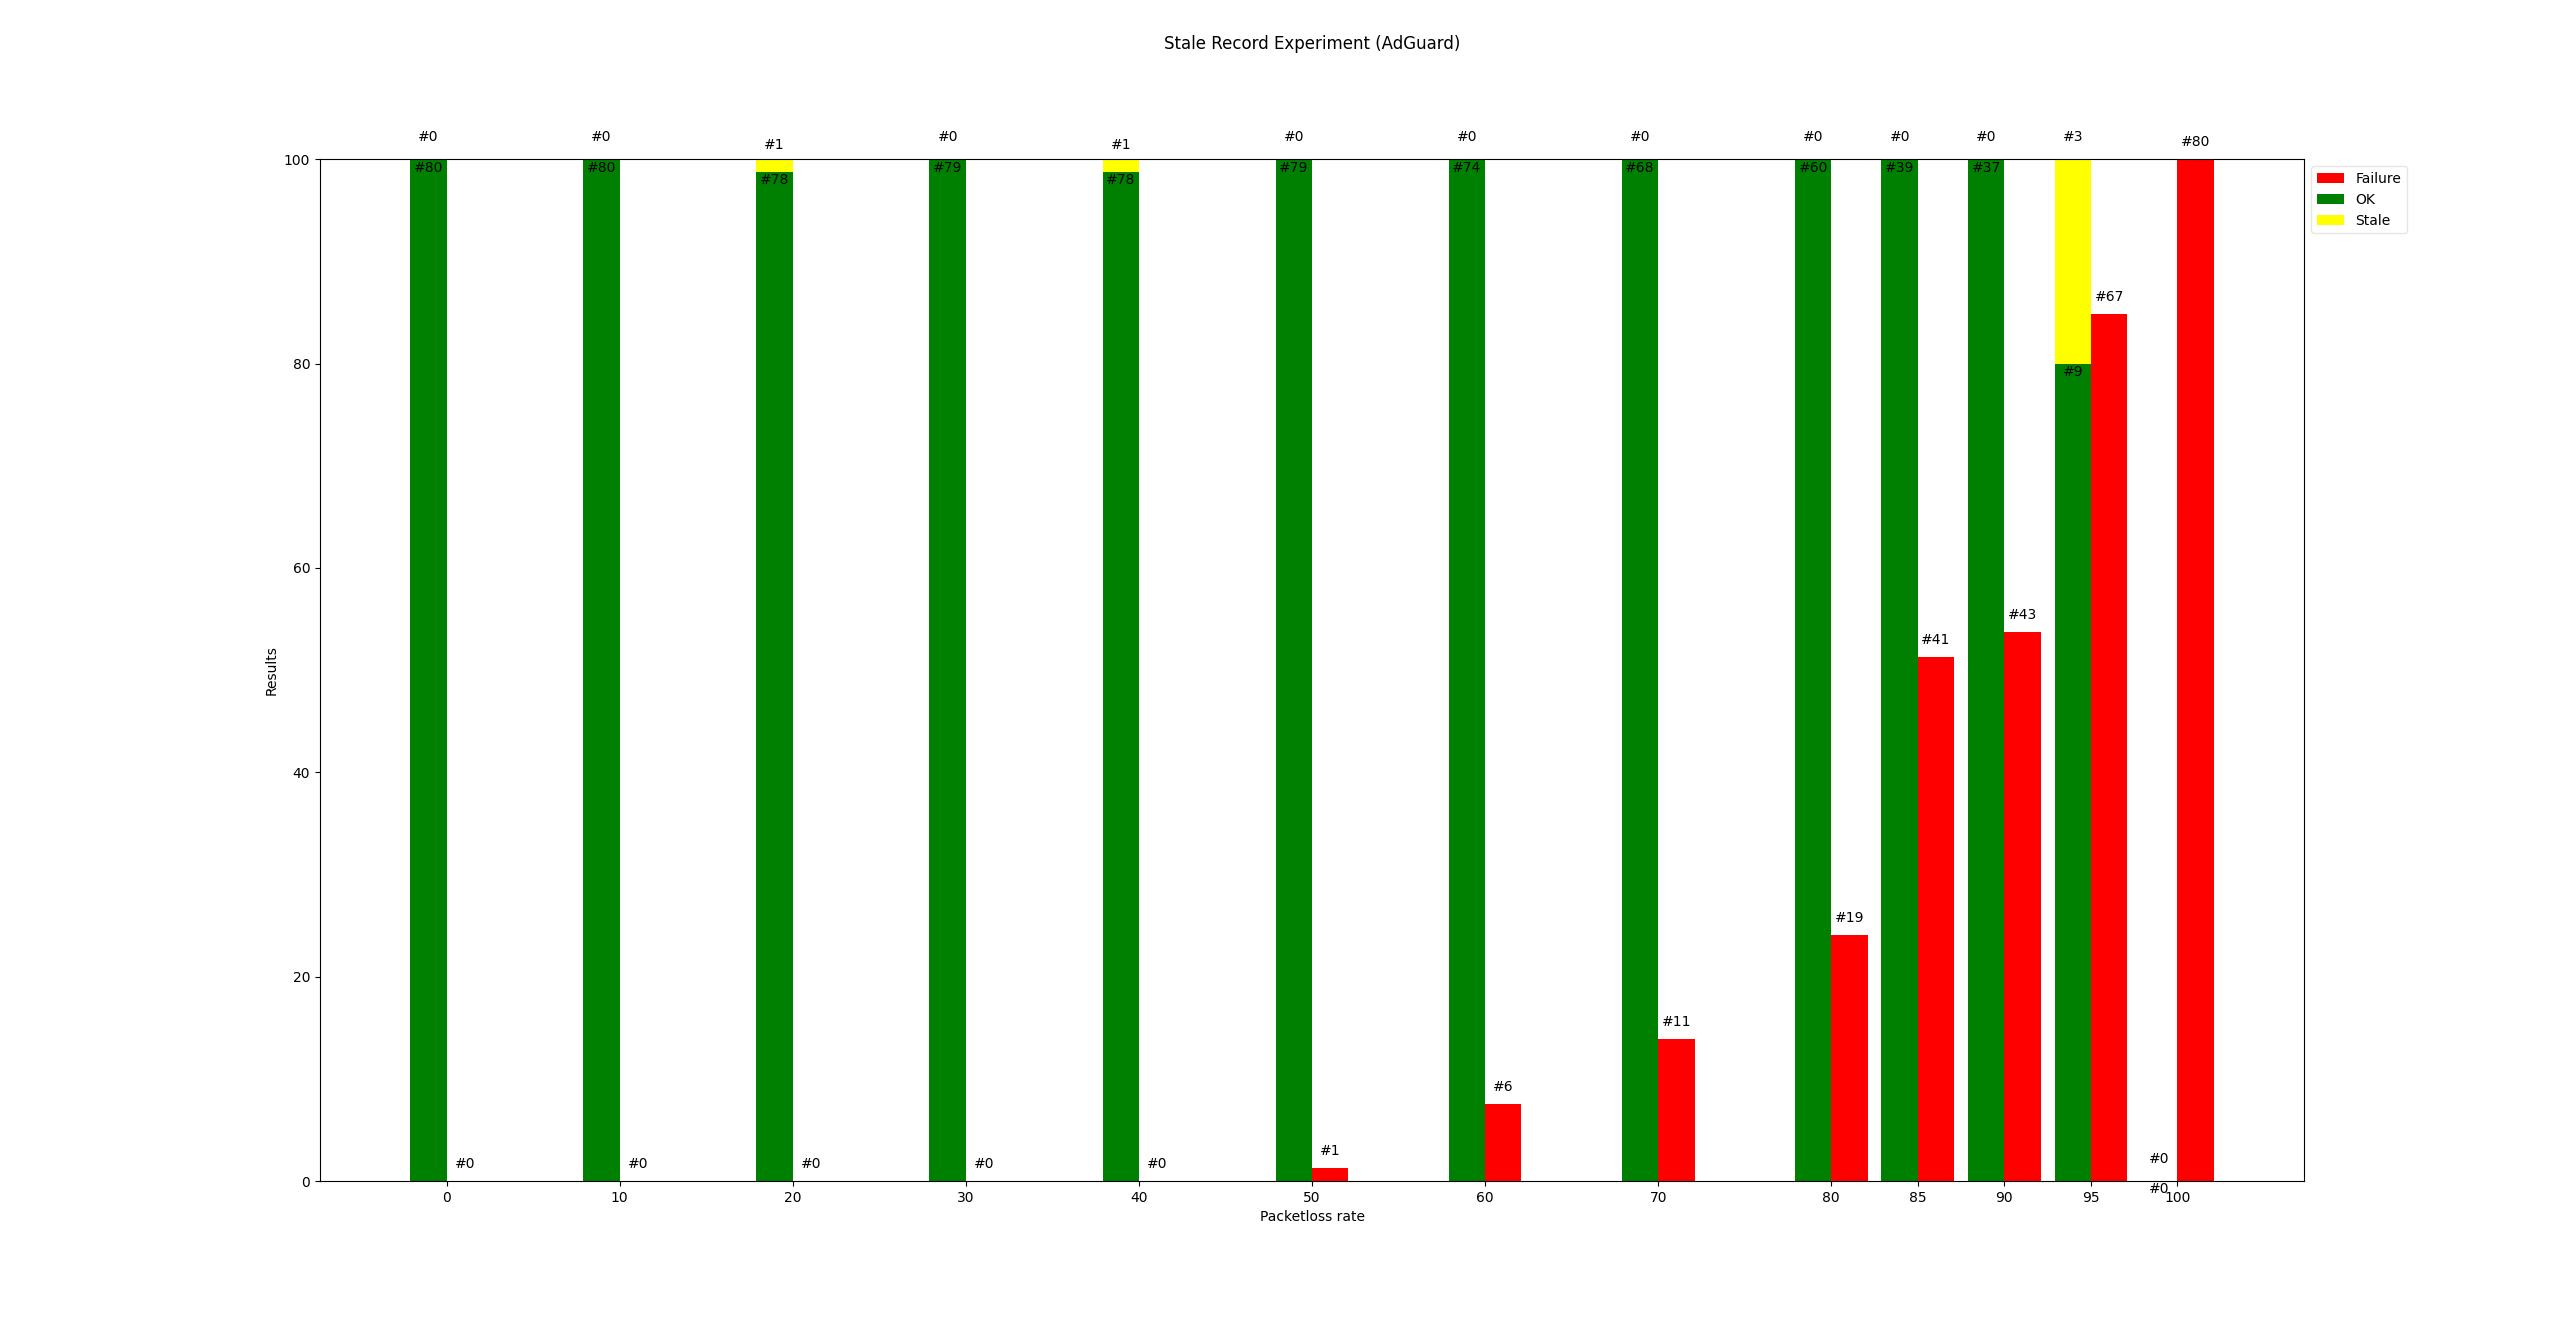 Stale Record Experiment (AdGuard)
#0 #0 #1 #0 #1 #0 #0 #0 #0 #0 #0 #3 #80
100 #80 #80 #78 #79 #78 #79 #74 #68 #60 #39 #37
Failure
OK
Stale
#67
80
#9
60
#43
#41
40
#19
20
#11
#6
#1
#0 #0 #0 #0 #0 #0
0
#0
0 10 20 30 40 50 60 70 80 85 90 95 100
Results
Packetloss rate